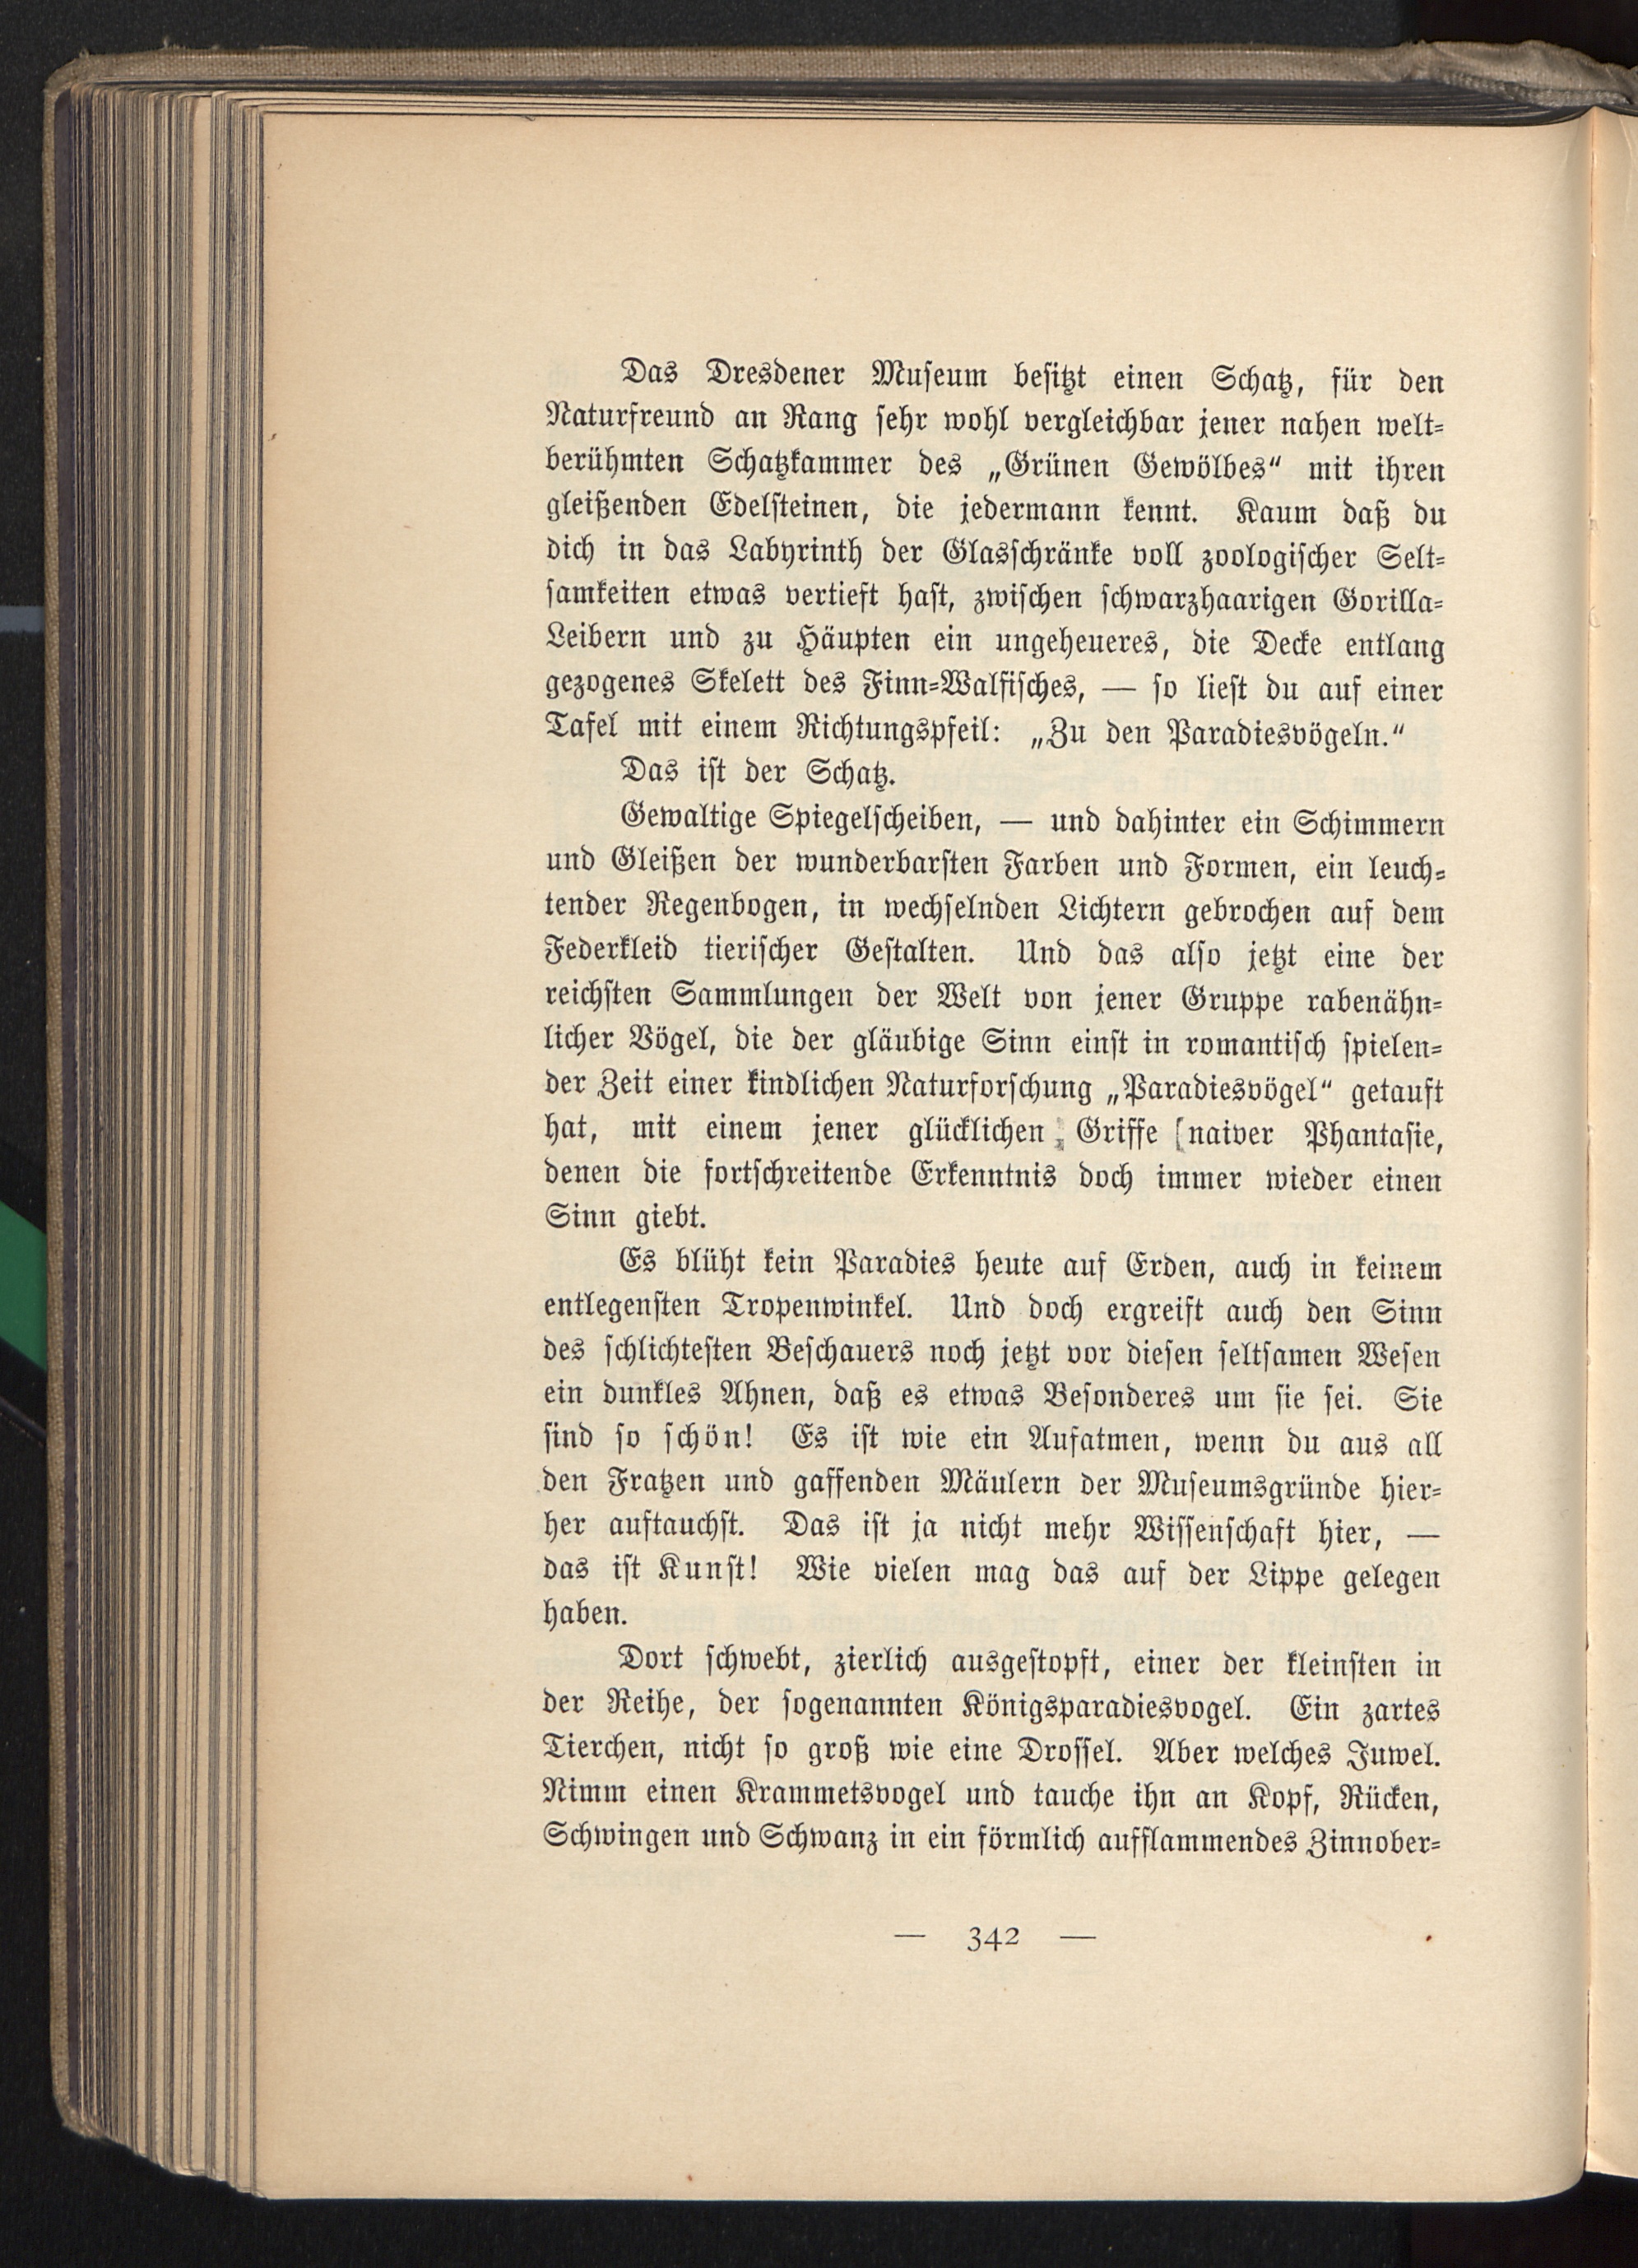 Das Dresdener Museum besitzt einen Schatz, für den
Naturfreund an Rang sehr wohl vergleichbar jener nahen welt-
berühmten Schatzkammer des „Grünen Gewölbes“ mit ihren
gleißenden Edelsteinen, die jedermann kennt. Kaum daß du
dich in das Labyrinth der Glasschränke voll zoologischer Selt-
samkeiten etwas vertieft hast, zwischen schwarzhaarigen Gorilla-
Leibern und zu Häupten ein ungeheueres, die Decke entlang
gezogenes Skelett des Finn-Walfisches, — so liest du auf einer
Tafel mit einem Richtungspfeil: „Zu den Paradiesvögeln.“
Das ist der Schatz.
Gewaltige Spiegelscheiben, — und dahinter ein Schimmern
und Gleißen der wunderbarsten Farben und Formen, ein leuch-
tender Regenbogen, in wechselnden Lichtern gebrochen auf dem
Federkleid tierischer Gestalten. Und das also jetzt eine der
reichsten Sammlungen der Welt von jener Gruppe rabenähn-
licher Vögel, die der gläubige Sinn einst in romantisch spielen-
der Zeit einer kindlichen Naturforschung „Paradiesvögel“ getauft
hat, mit einem jener glücklichen Griffe [naiver Phantasie,
denen die fortschreitende Erkenntnis doch immer wieder einen
Sinn giebt.
Es blüht kein Paradies heute auf Erden, auch in keinem
entlegensten Tropenwinkel. Und doch ergreift auch den Sinn
des schlichtesten Beschauers noch jetzt vor diesen seltsamen Wesen
ein dunkles Ahnen, daß es etwas Besonderes um sie sei. Sie
sind so schön! Es ist wie ein Aufatmen, wenn du aus all
den Fratzen und gaffenden Mäulern der Museumsgründe hier-
her auftauchst. Das ist ja nicht mehr Wissenschaft hier, —
das ist Kunst! Wie vielen mag das auf der Lippe gelegen
haben.
Dort schwebt, zierlich ausgestopft, einer der kleinsten in
der Reihe, der sogenannten Königsparadiesvogel. Ein zartes
Tierchen, nicht so groß wie eine Drossel. Aber welches Juwel.
Nimm einen Krammetsvogel und tauche ihn an Kopf, Rücken,
Schwingen und Schwanz in ein förmlich aufflammendes Zinnober-
— 342 —